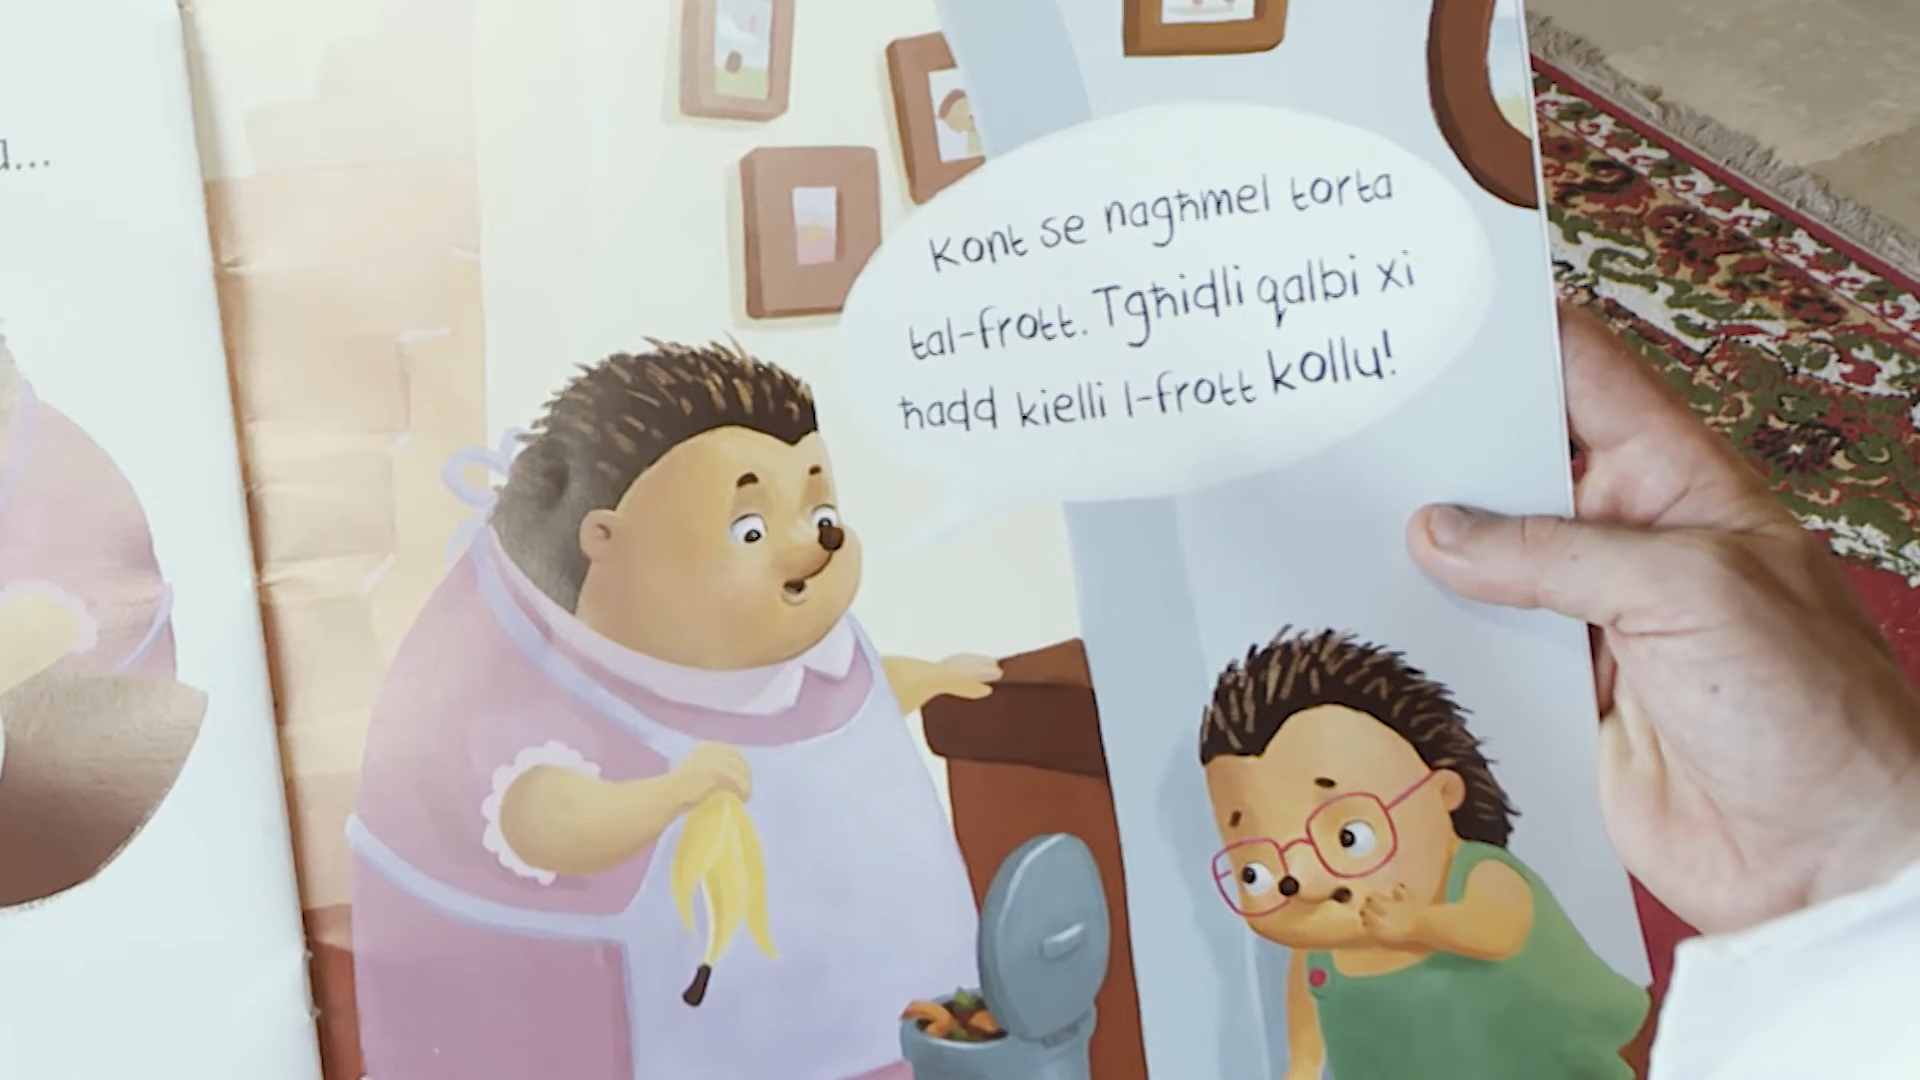 Kont se nagħmel torta
tal-frott. Tgħidli qalbi xi
ħadd kielli l-frott kollu!